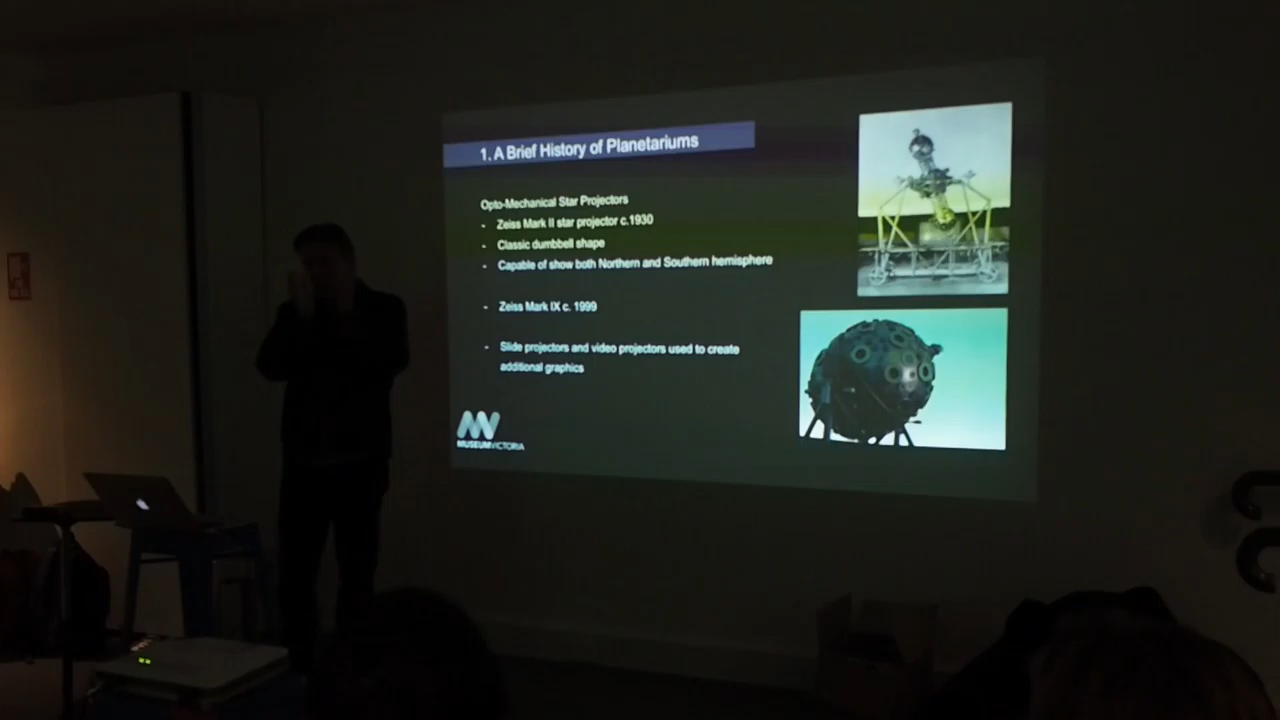 1. A Brief History of Planetariums
Opto-Mechanical Star Projectors
- Zeiss Mark II star projector c.1930
- Classic dumbbell shape
- Capable of show both Northern and Southern hemisphere
- Zeiss Mark IX c. 1999
- Slide projectors and video projectors used to create
additional graphics
MUSEUMVICTORIA